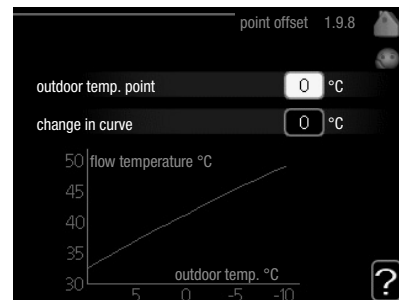 point offset 1.9.8
outdoor temp. point 0 °C
change in curve 0 °C
50 flow temperature °C
45
40
35
outdoor temp. °C
30
5 0 -5 -10
?